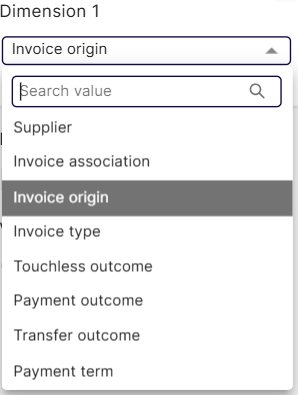 Dimension 1
Invoice origin
Search value
Supplier
Invoice association
Invoice origin
Invoice type
Touchless outcome
Payment outcome
Transfer outcome
Payment term